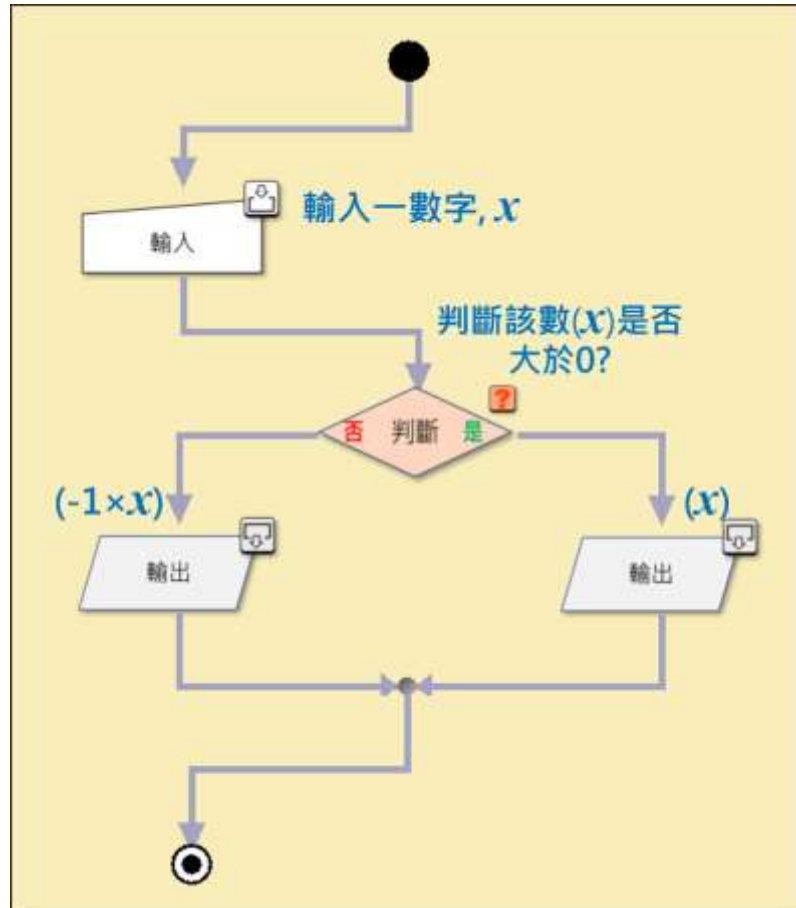 輸入一數字, x
輸入
判斷該數(x)是否
大於0?
?
否 判斷 是
(-1×x)
(x)
輸出
輸出